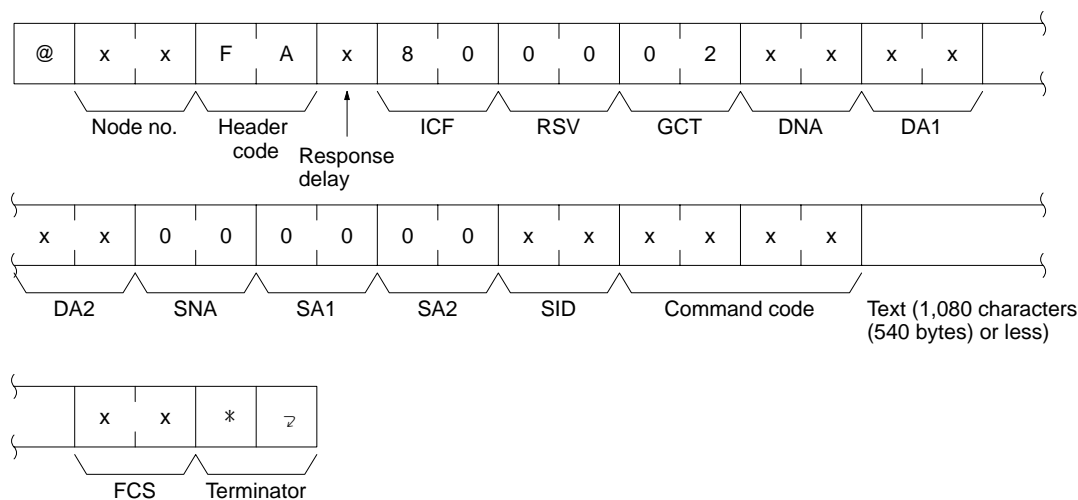 @ x x F A x 8 0 0 0 0 2 x x x x
Node no. Header code Response delay ICF RSV GCT DNA DA1
x x 0 0 0 0 0 0 x x x x x x
DA2 SNA SA1 SA2 SID Command code Text (1,080 characters (540 bytes) or less)
x x *
FCS Terminator